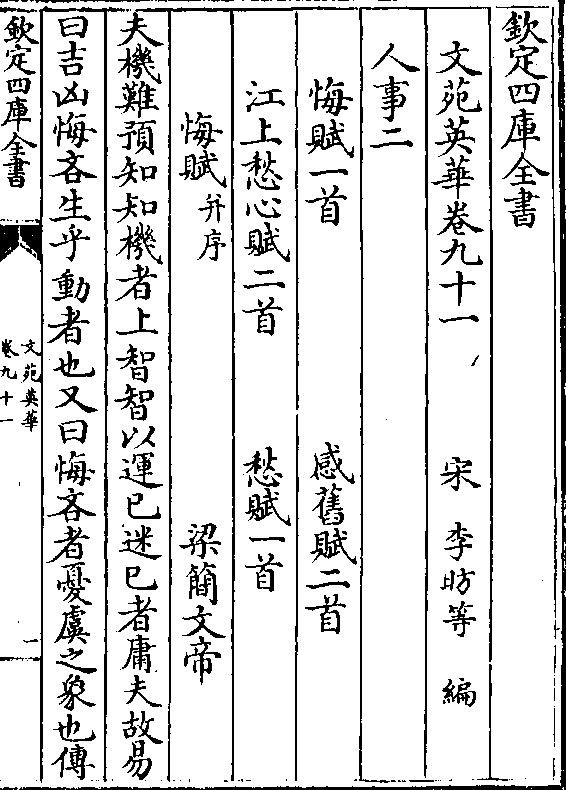 欽定四庫全書
文苑英華卷九十一 宋 李昉等 編
人事二
悔賦一首 感舊賦二首
江上愁心賦二首 愁賦一首
悔賦并序 梁簡文帝
夫機難預知知機者上智智以運已迷已者庸夫故易
曰吉凶悔吝生乎動者也又曰悔吝者憂虞之象也傳
欽定四庫全書
文苑英華
卷九十一
一